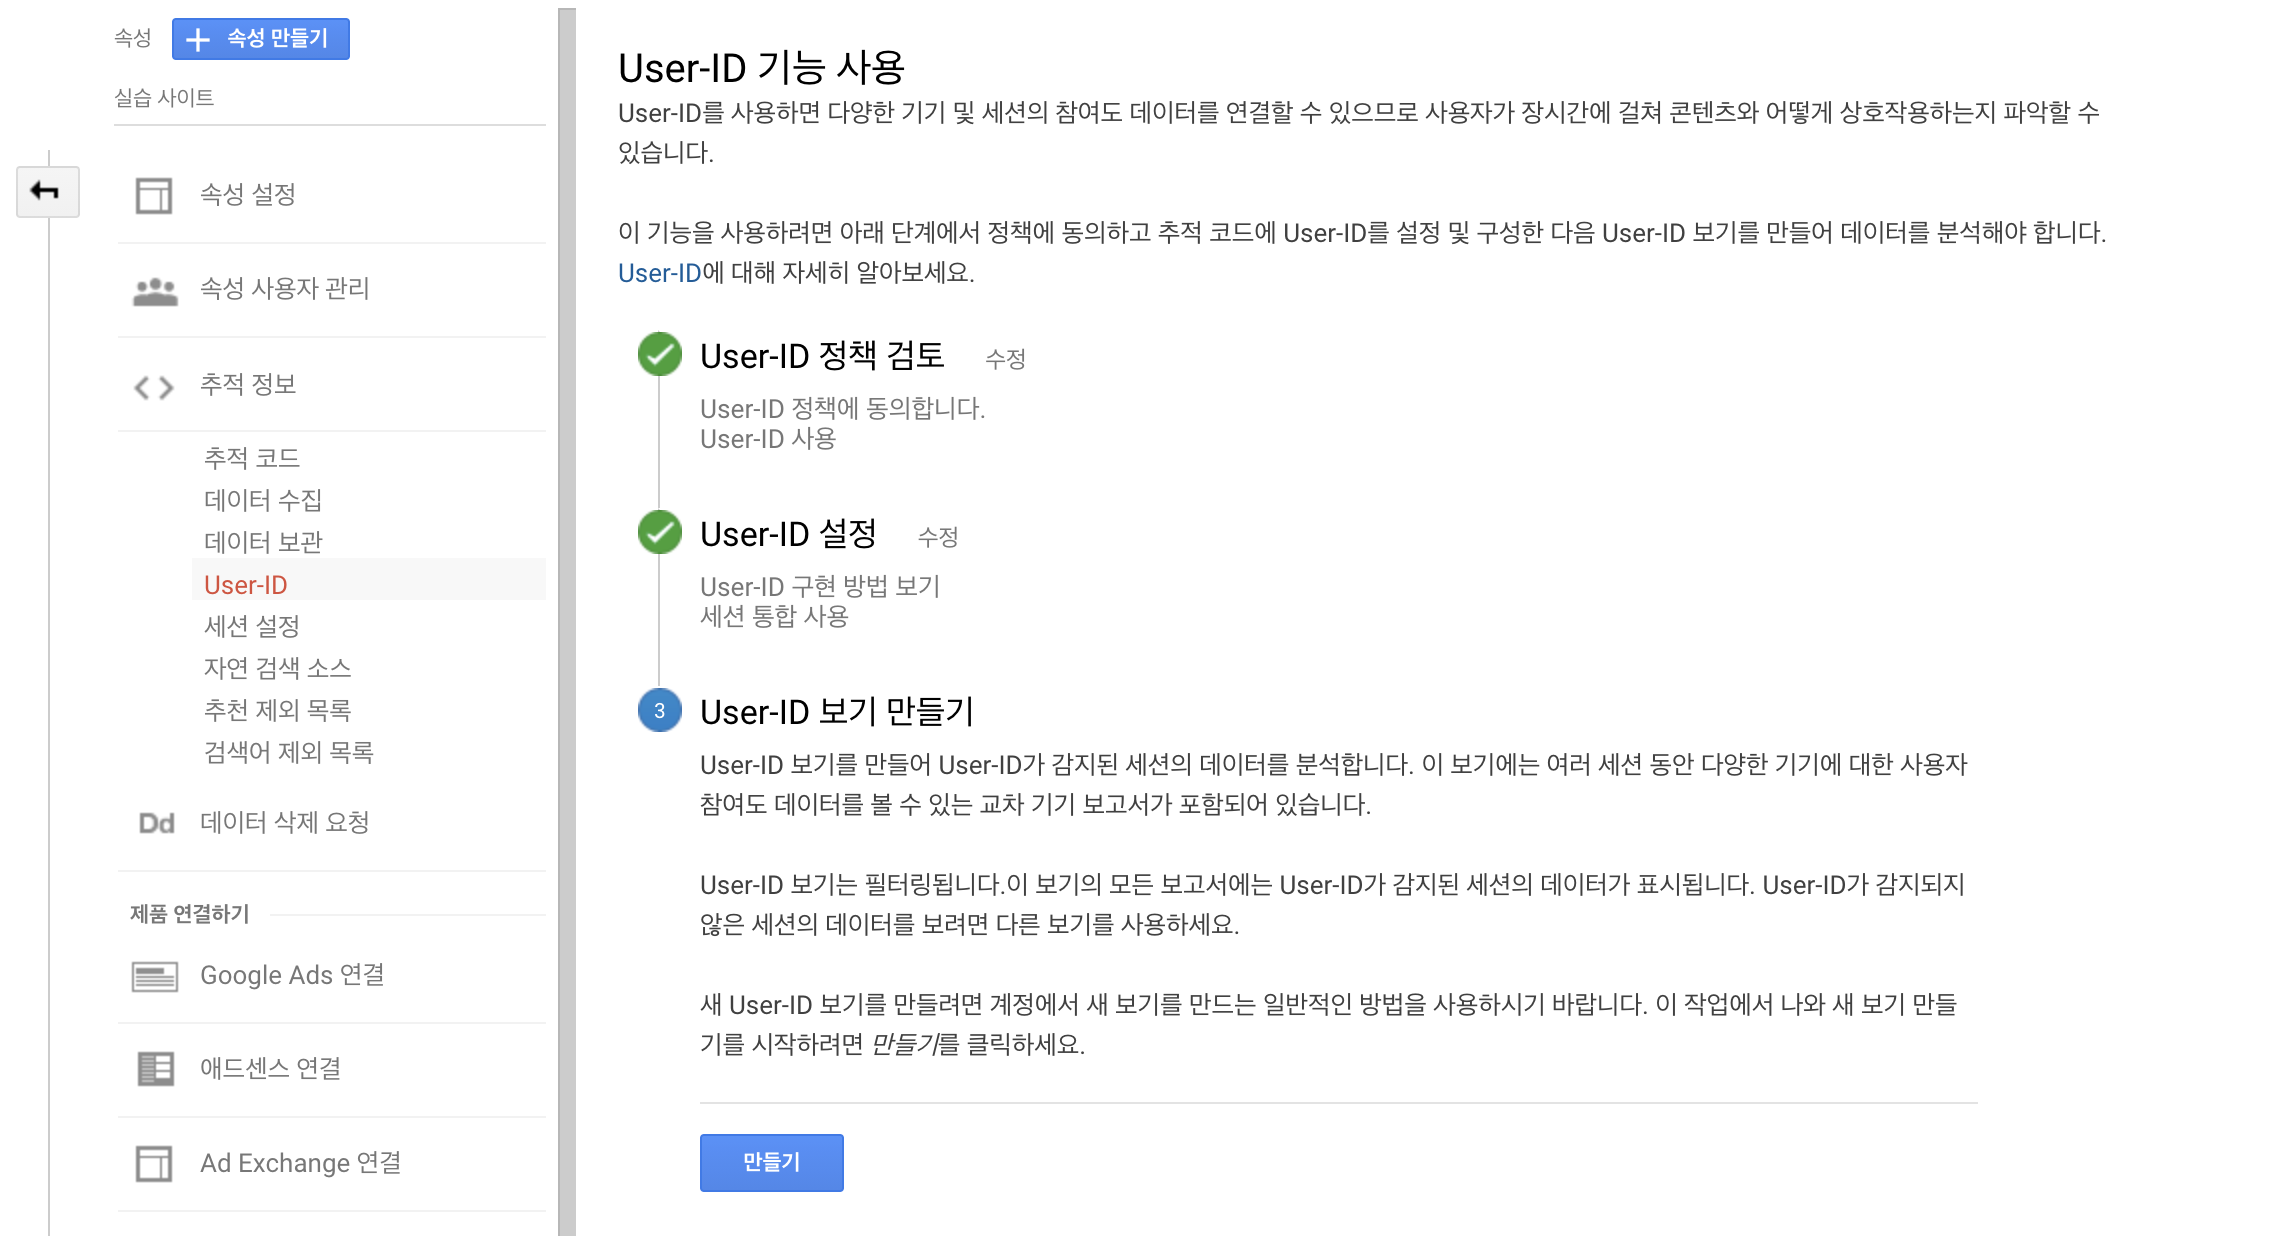 속성
속성 만들기
실습 사이트
속성 설정
속성 사용자 관리
추적 정보
추적 코드
데이터 수집
데이터 보관
User-ID
세션 설정
자연 검색 소스
추천 제외 목록
검색어 제외 목록
Dd 데이터 삭제 요청
제품 연결하기
Google Ads 연결
애드센스 연결
Ad Exchange 연결
User-ID 기능 사용
User-ID를 사용하면 다양한 기기 및 세션의 참여도 데이터를 연결할 수 있으므로 사용자가 장시간에 걸쳐 콘텐츠와 어떻게 상호작용하는지 파악할 수
있습니다.
이 기능을 사용하려면 아래 단계에서 정책에 동의하고 추적 코드에 User-ID를 설정 및 구성한 다음 User-ID 보기를 만들어 데이터를 분석해야 합니다.
User-ID에 대해 자세히 알아보세요.
User-ID 정책 검토 수정
User-ID 정책에 동의합니다.
User-ID 사용
User-ID 설정 수정
User-ID 구현 방법 보기
세션 통합 사용
3 User-ID 보기 만들기
User-ID 보기를 만들어 User-ID가 감지된 세션의 데이터를 분석합니다. 이 보기에는 여러 세션 동안 다양한 기기에 대한 사용자
참여도 데이터를 볼 수 있는 교차 기기 보고서가 포함되어 있습니다.
User-ID 보기는 필터링됩니다.이 보기의 모든 보고서에는 User-ID가 감지된 세션의 데이터가 표시됩니다. User-ID가 감지되지
않은 세션의 데이터를 보려면 다른 보기를 사용하세요.
새 User-ID 보기를 만들려면 계정에서 새 보기를 만드는 일반적인 방법을 사용하시기 바랍니다. 이 작업에서 나와 새 보기 만들
기를 시작하려면 만들기를 클릭하세요.
만들기